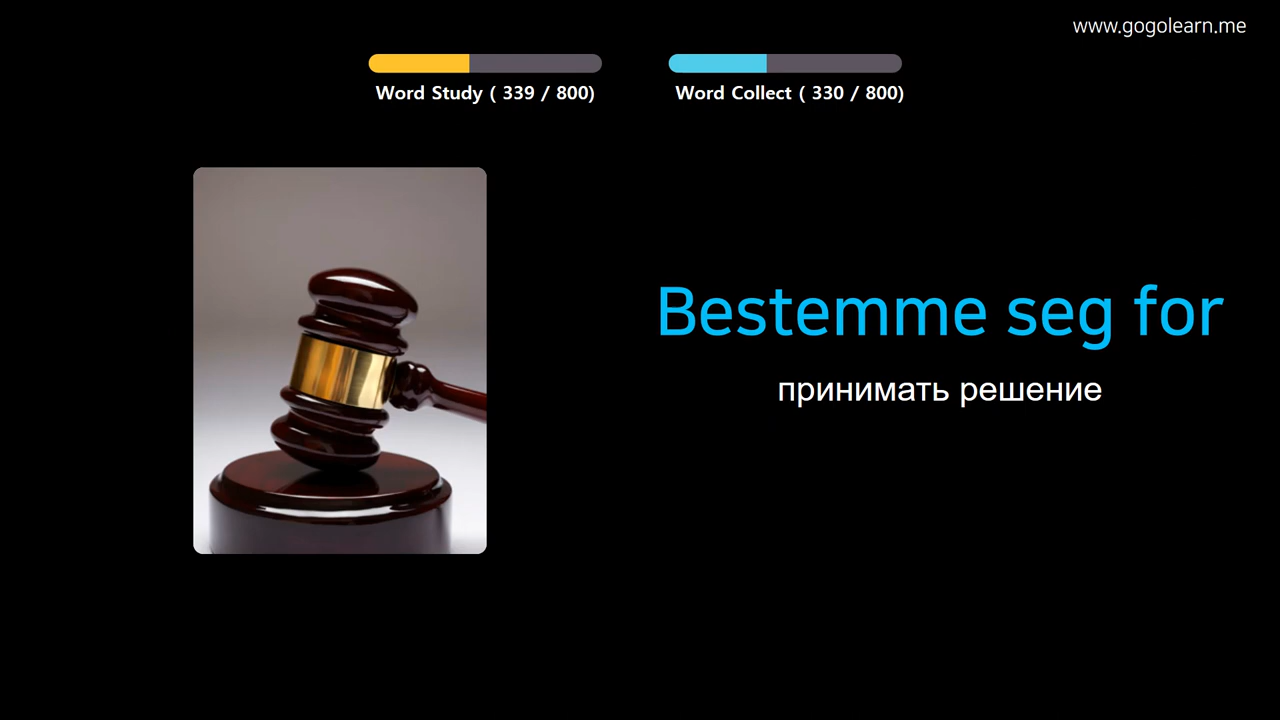 www.gogolearn.me
Word Study ( 339 / 800)
Word Collect ( 330 / 800)
Bestemme seg for
принимать решение